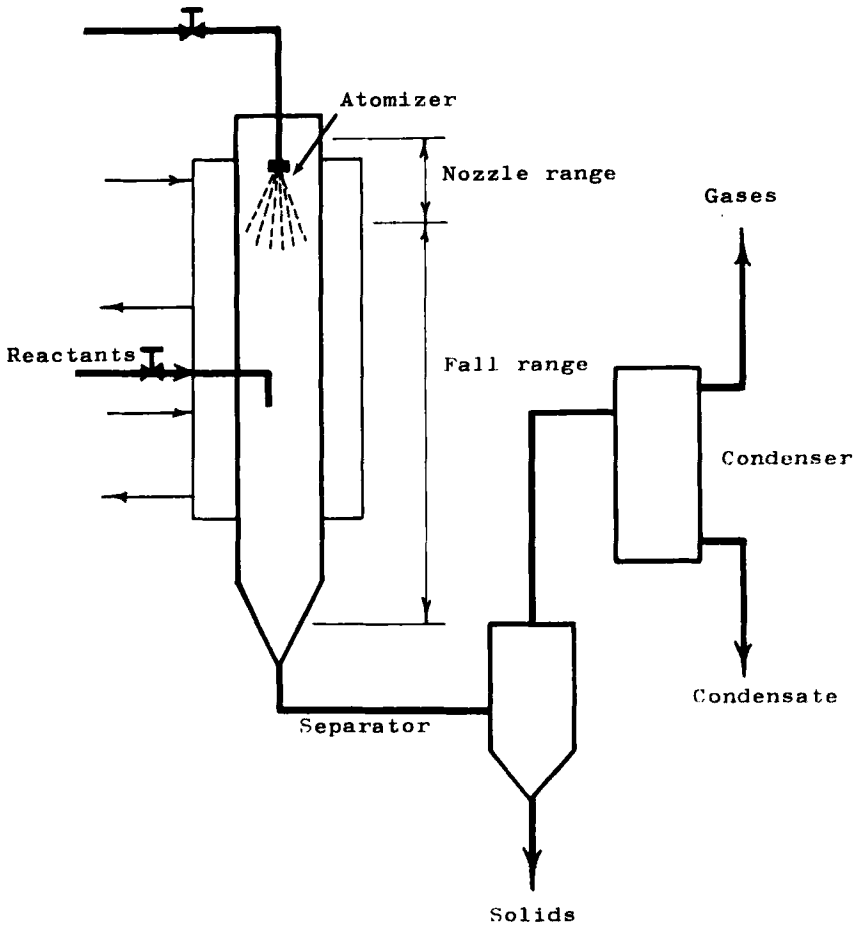 Atomizer
Nozzle range
Gases
Reactants
Fall range
Condenser
Condensate
Separator
Solids